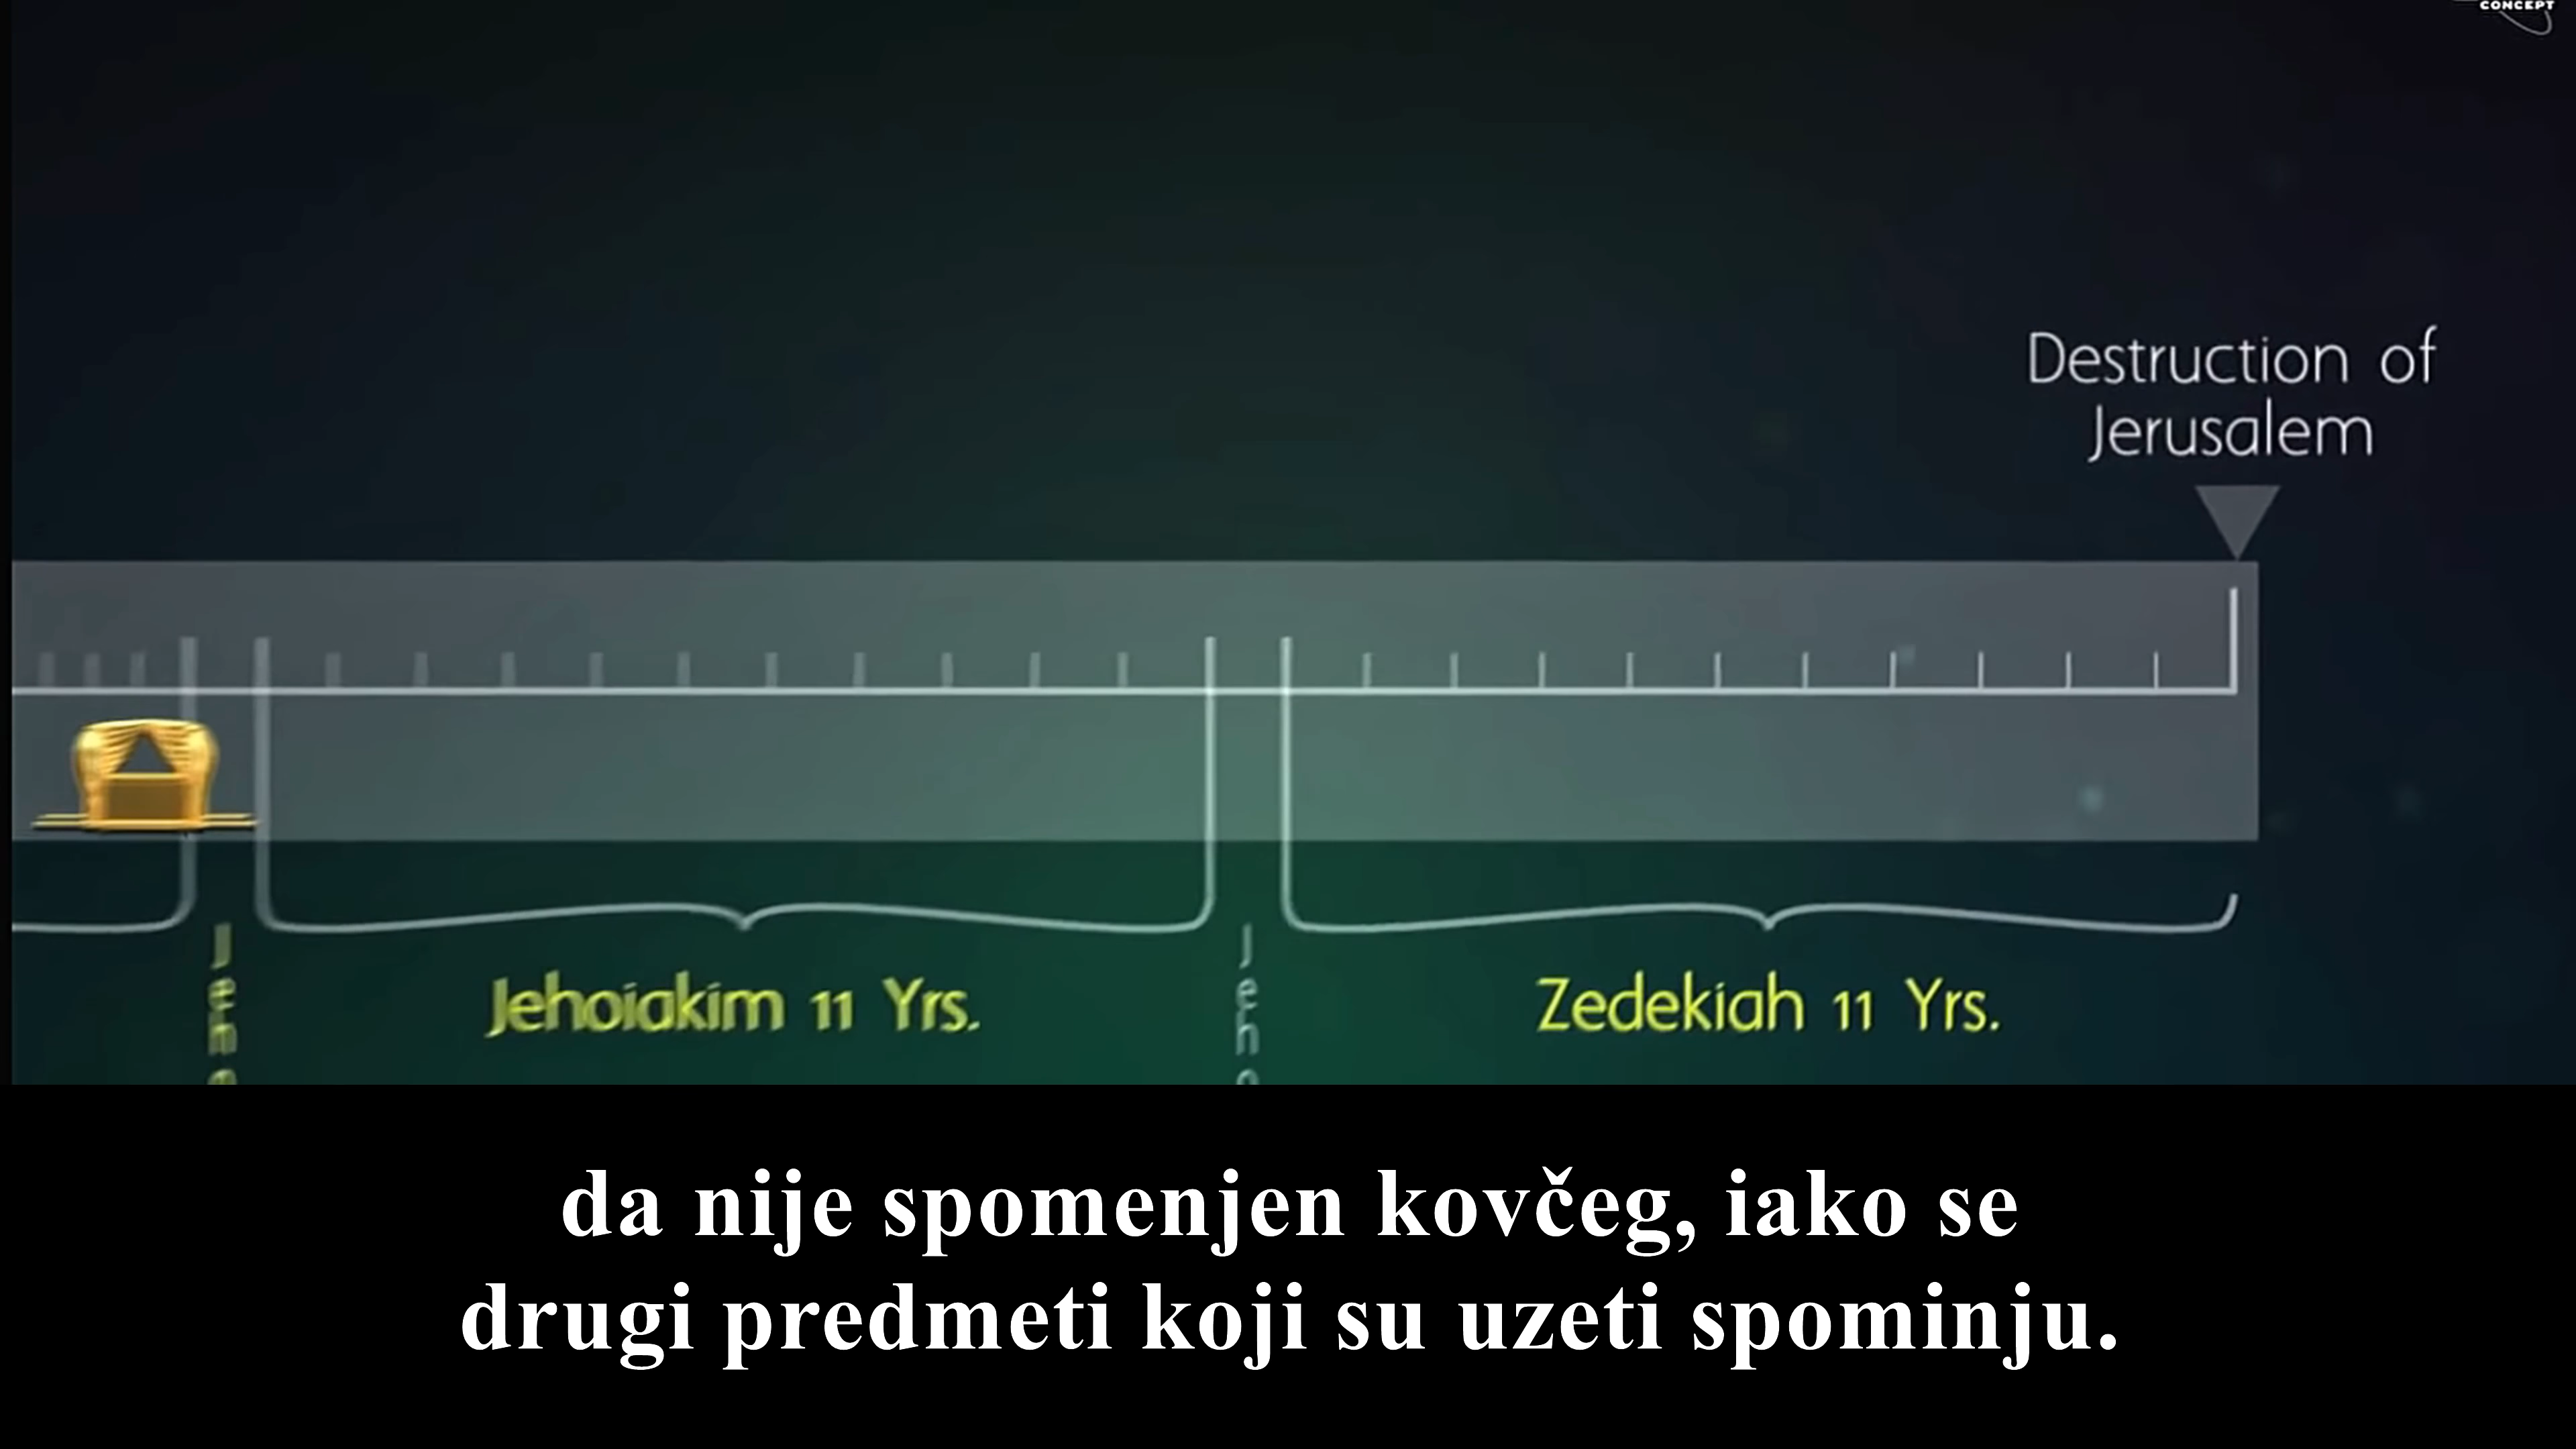 CONCEPT
Destruction of
Jerusalem
Jehoiakim 11 Yrs.
Zedekiah 11 Yrs.
da nije spomenjen kovčeg, iako se
drugi predmeti koji su uzeti spominju.